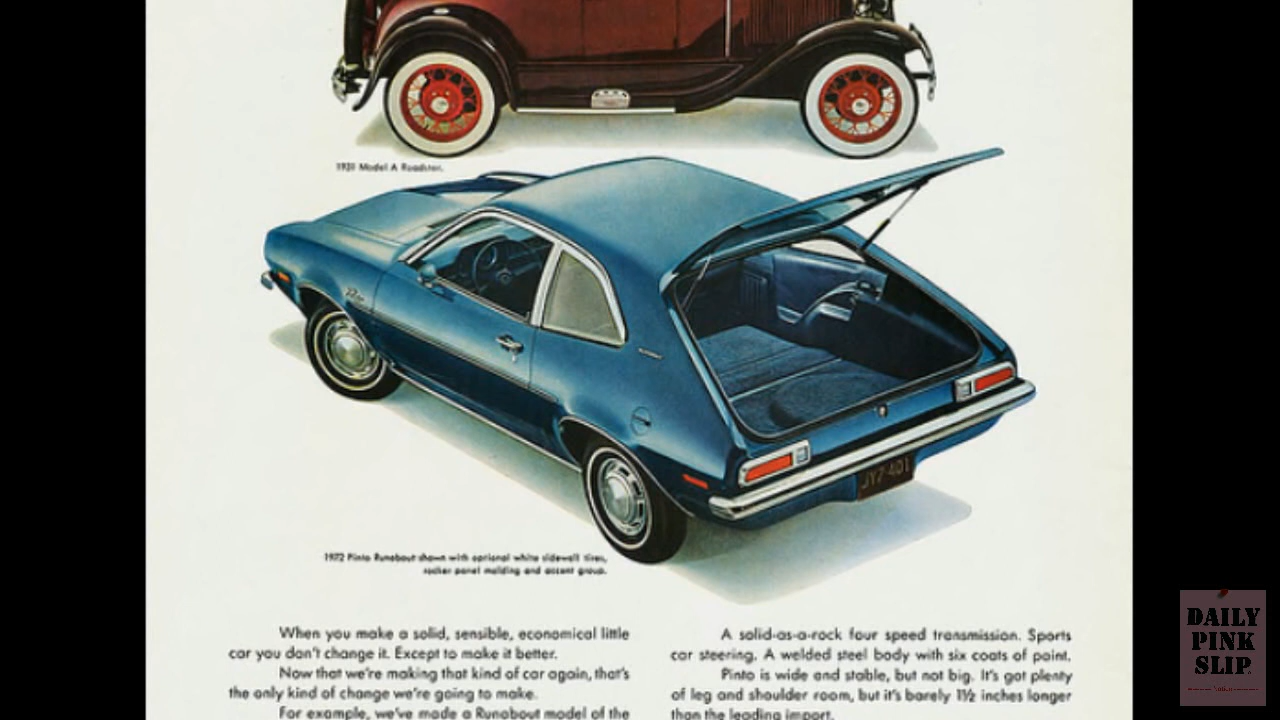 1931 Model A Roadster.
Pinto
JY7-401
1972 Pinto Runabout shown with optional white sidewall tires,
rocker panel molding and accent group.
When you make a solid, sensible, economical little
car you don't change it. Except to make it better.
Now that we're making that kind of car again, that's
the only kind of change we're going to make.
For example, we've made a Runabout model of the
A solid-as-a-rock four speed transmission. Sports
car steering. A welded steel body with six coats of paint.
Pinto is wide and stable, but not big. It's got plenty
of leg and shoulder room, but it's barely 1½ inches longer
than the leading import.
DAILY
PINK
SLIP